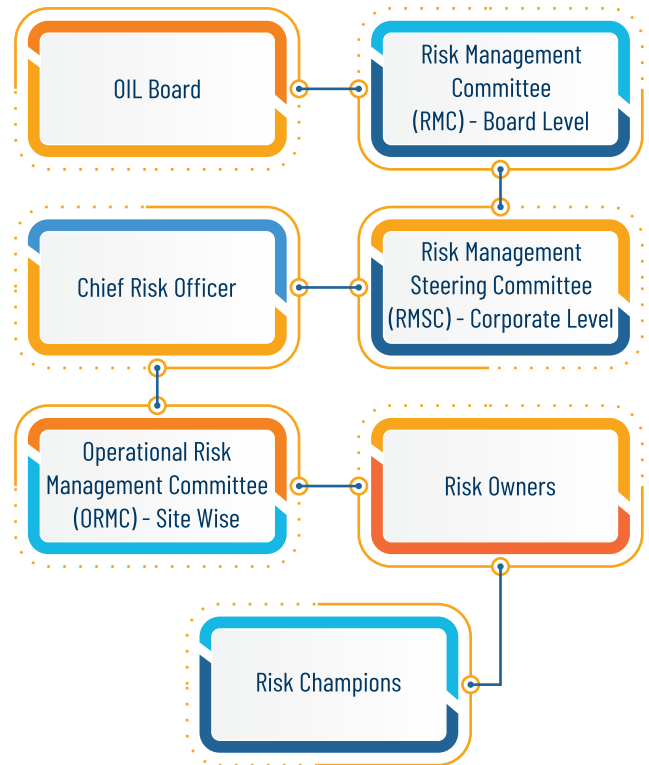 OIL Board
Risk Management
Committee
(RMC) - Board Level
Chief Risk Officer
Risk Management
Steering Committee
(RMSC) - Corporate Level
Operational Risk
Management Committee
(ORMC) - Site Wise
Risk Owners
Risk Champions